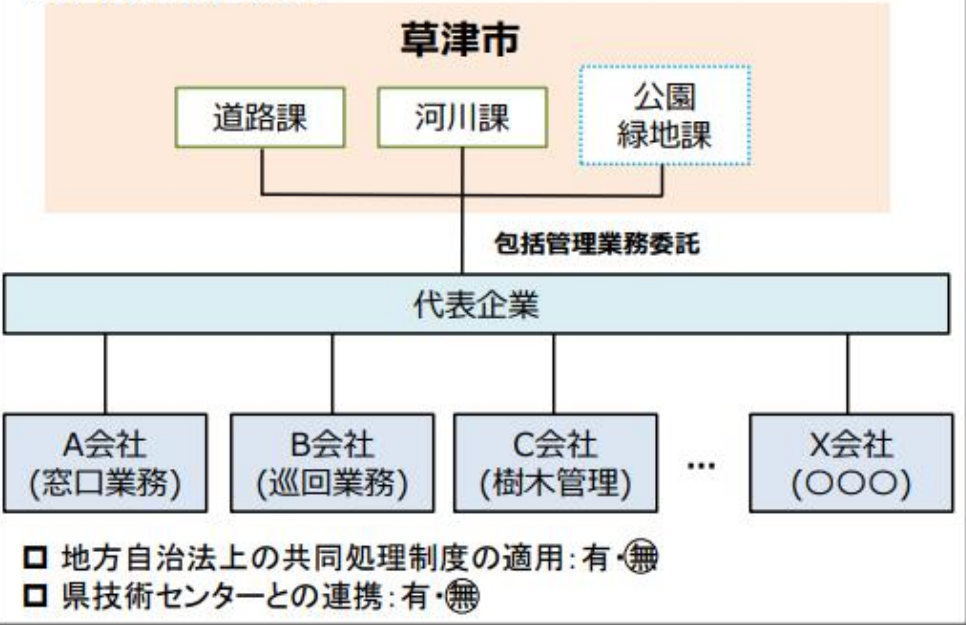 草津市
道路課
河川課
公園
緑地課
包括管理業務委託
代表企業
A会社
(窓口業務)
B会社
(巡回業務)
C会社
(樹木管理)
…
X会社
(○○○)
□ 地方自治法上の共同処理制度の適用:有・㊀無
□ 県技術センターとの連携:有・無